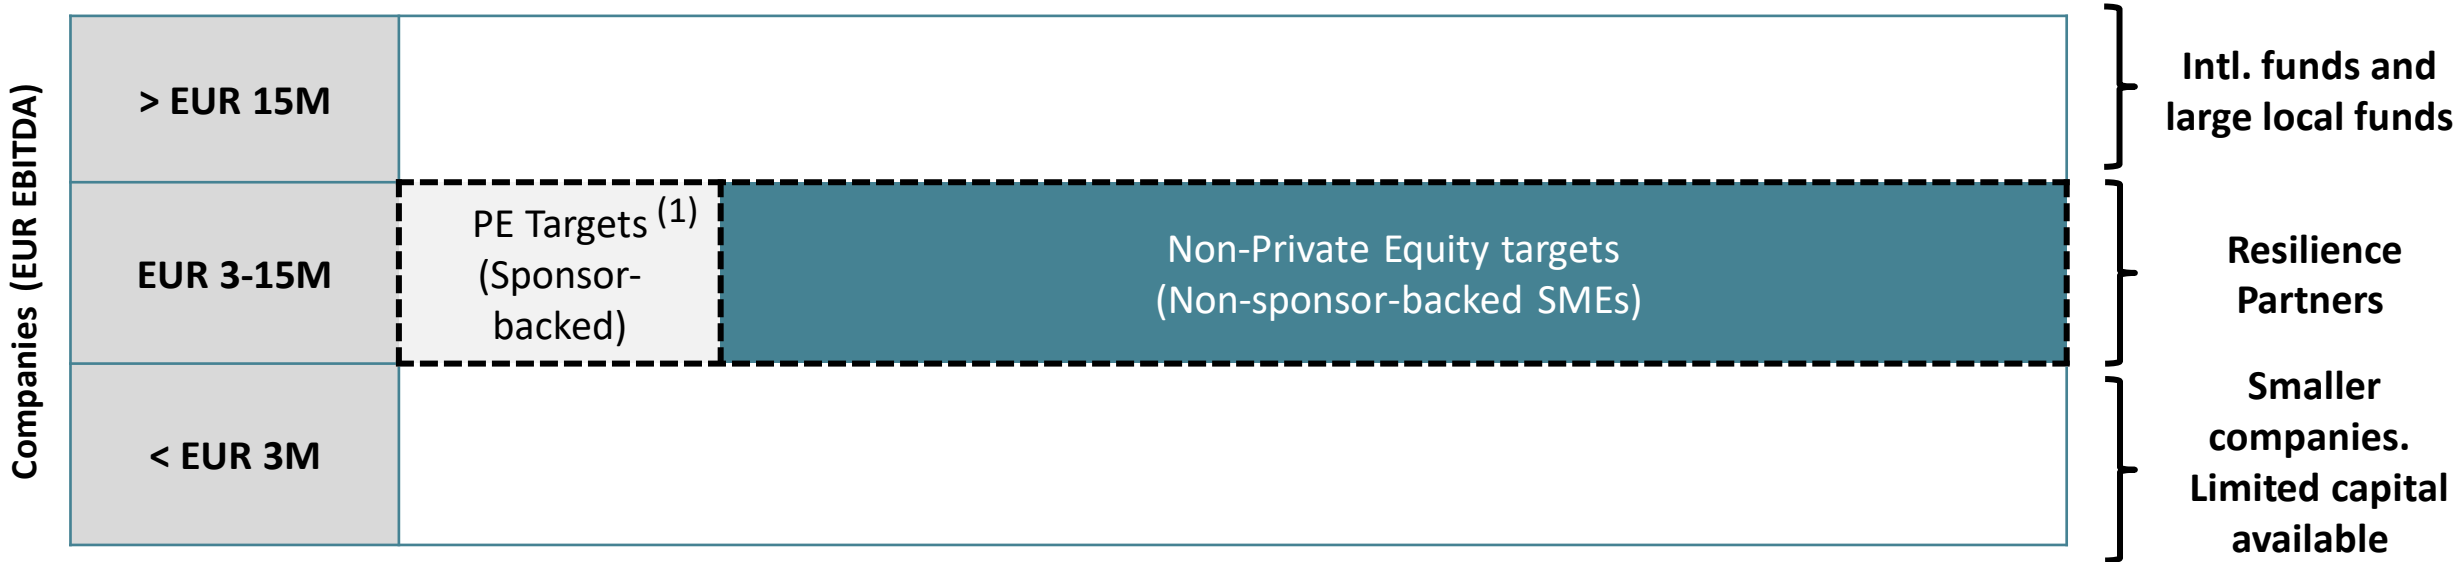 Companies (EUR EBITDA)
> EUR 15M
Intl. funds and
large local funds
EUR 3-15M
PE Targets (1)
(Sponsor-
backed)
Non-Private Equity targets
(Non-sponsor-backed SMEs)
Resilience
Partners
< EUR 3M
Smaller
companies.
Limited capital
available